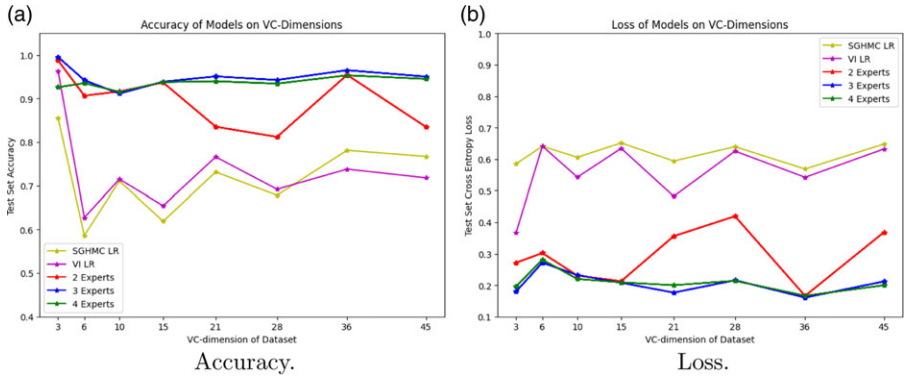 (a)
Accuracy of Models on VC-Dimensions
1.0
0.9
0.8
0.7
0.6
0.5
0.4
Test Set Accuracy
SGHMC LR
VI LR
2 Experts
3 Experts
4 Experts
3 6 10 15 21 28 36 45
VC-dimension of Dataset
Accuracy.
(b)
Loss of Models on VC-Dimensions
1.0
0.9
0.8
0.7
0.6
0.5
0.4
0.3
0.2
0.1
Test Set Cross Entropy Loss
SGHMC LR
VI LR
2 Experts
3 Experts
4 Experts
3 6 10 15 21 28 36 45
VC-dimension of Dataset
Loss.